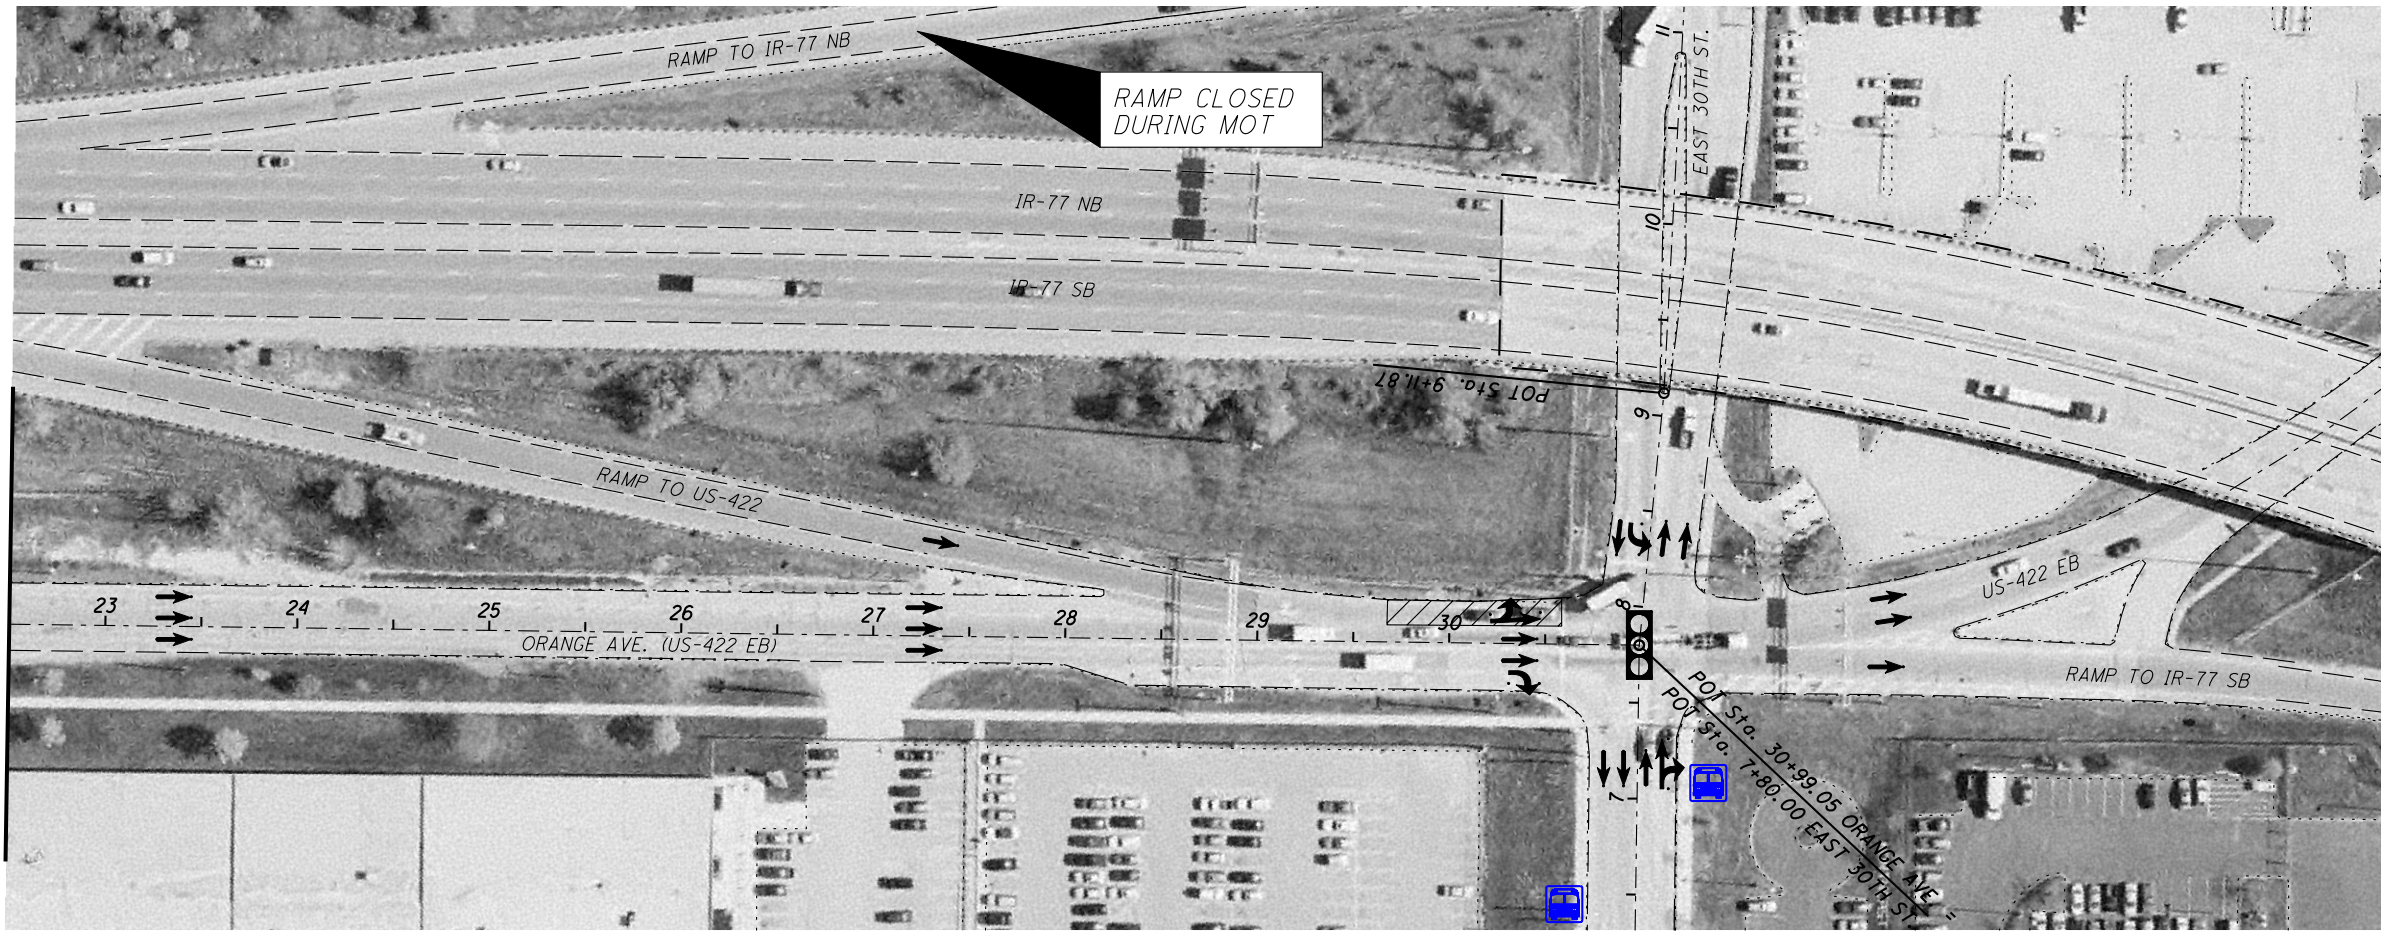 RAMP TO IR-77 NB
RAMP CLOSED
DURING MOT
11
EAST 30TH ST.
IR-77 NB
10
IR-77 SB
POT Sta. 9+11.87
9
RAMP TO US-422
US-422 EB
23
24
25
26
27
28
29
30
8
ORANGE AVE. (US-422 EB)
RAMP TO IR-77 SB
POT Sta. 30+99.05 ORANGE AVE =
POT Sta. 7+80.00 EAST 30TH ST
7